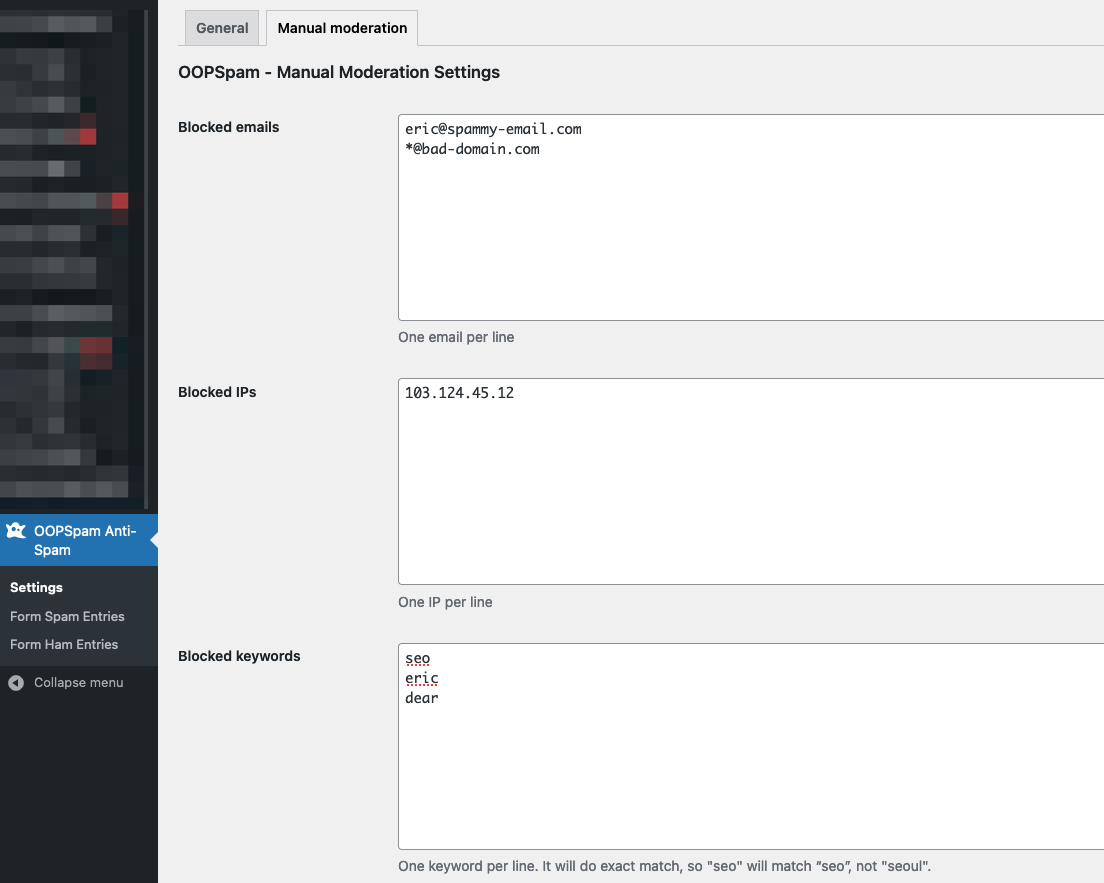 General
Manual moderation
OOPSpam - Manual Moderation Settings
Blocked emails
eric@spammy-email.com
*@bad-domain.com
One email per line
Blocked IPs
103.124.45.12
One IP per line
OOPSpam Anti-
Spam
Settings
Form Spam Entries
Form Ham Entries
Collapse menu
Blocked keywords
seo
eric
dear
One keyword per line. It will do exact match, so "seo" will match “seo”, not "seoul".